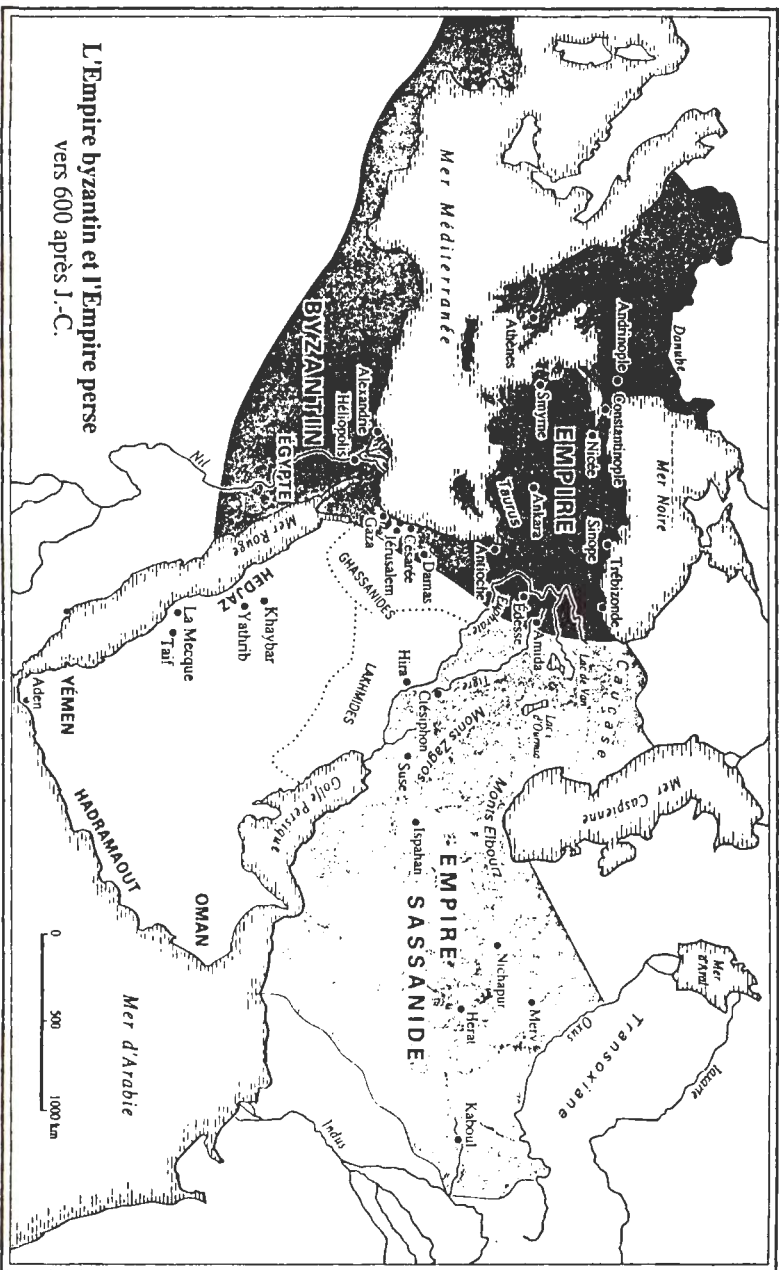 L'Empire byzantin et l'Empire perse
vers 600 après J.-C.
Danube
Mer Noire
Caucase
Mer Caspienne
Mer d'Aral
Iaxarte
Transoxiane
Oxus
Andrinople
Constantinople
Nicée
Sinope
Trébizonde
EMPIRE
Ankara
Smyrne
Athènes
Taurus
Antioche
Édesse
Amida
Lac de Van
Lac d'Ourmia
Euphrate
Tigre
Monts Zagros
Monts Elbourz
Mer Méditerranée
Damas
Césarée
Jérusalem
Gaza
GHASSANIDES
LAKHMIDES
Hira
Ctésiphon
Suse
Ispahan
EMPIRE
SASSANIDE
Nichapur
Merv
Herat
Kaboul
Indus
BYZANTIN
Alexandrie
Héliopolis
ÉGYPTE
Nil
Mer Rouge
HEDJAZ
Khaybar
Yathrib
La Mecque
Taif
YÉMEN
Aden
HADRAMAOUT
OMAN
Golfe Persique
Mer d'Arabie
0 500 1000 km